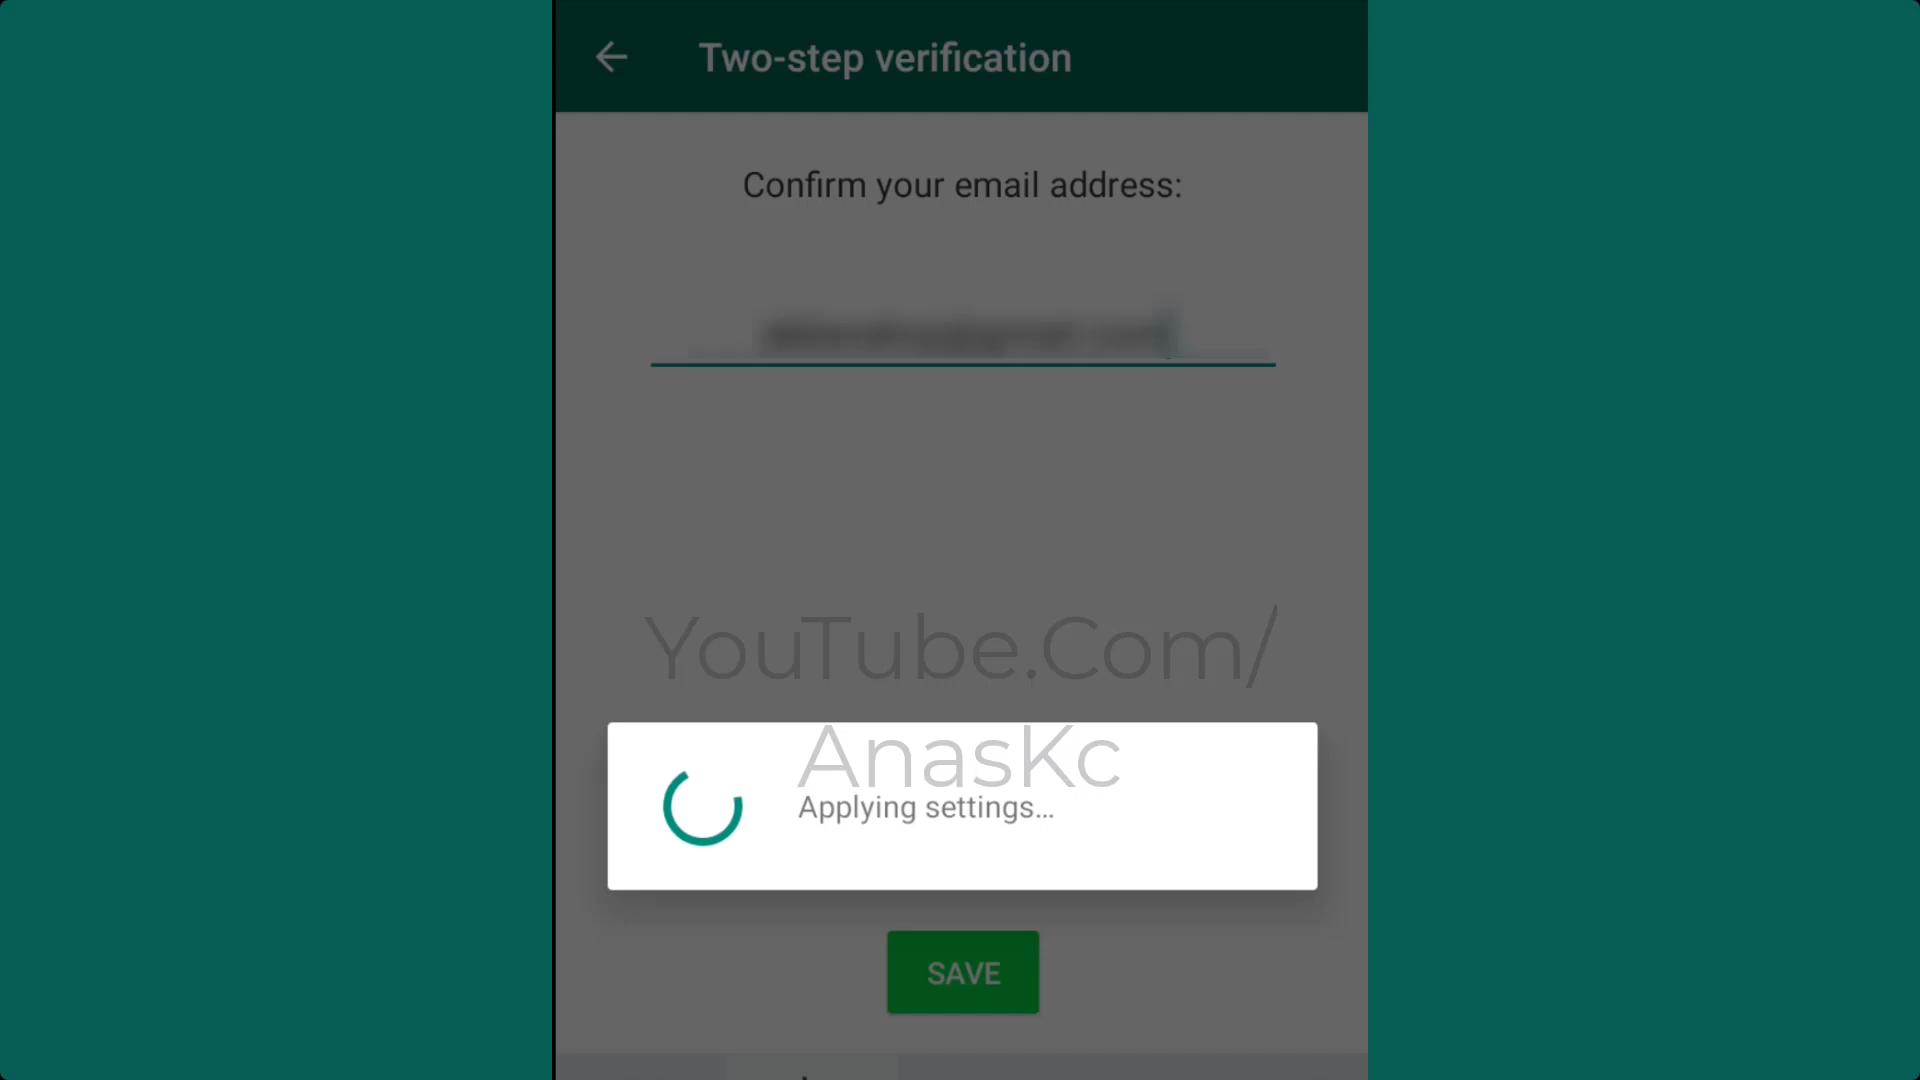 Two-step verification
Confirm your email address:
YouTube.Com/
AnasKc
Applying settings...
SAVE